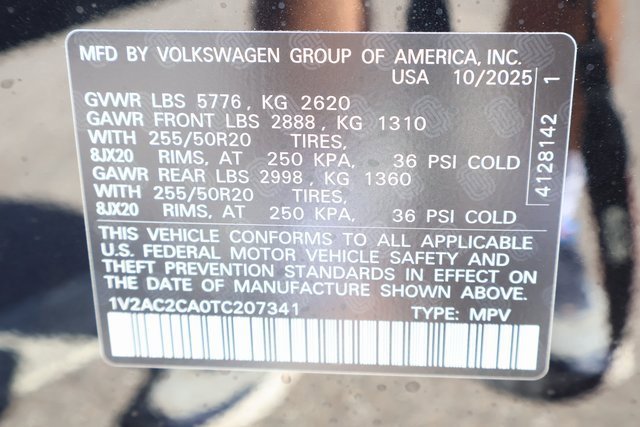 MFD BY VOLKSWAGEN GROUP OF AMERICA, INC.
USA 10/2025
GVWR LBS 5776, KG 2620
GAWR FRONT LBS 2888, KG 1310
WITH 255/50R20 TIRES,
8JX20 RIMS, AT 250 KPA, 36 PSI COLD
GAWR REAR LBS 2998, KG 1360
WITH 255/50R20 TIRES,
8JX20 RIMS, AT 250 KPA, 36 PSI COLD
4128142 1
THIS VEHICLE CONFORMS TO ALL APPLICABLE
U.S. FEDERAL MOTOR VEHICLE SAFETY AND
THEFT PREVENTION STANDARDS IN EFFECT ON
THE DATE OF MANUFACTURE SHOWN ABOVE.
1V2AC2CA0TC207341 TYPE: MPV